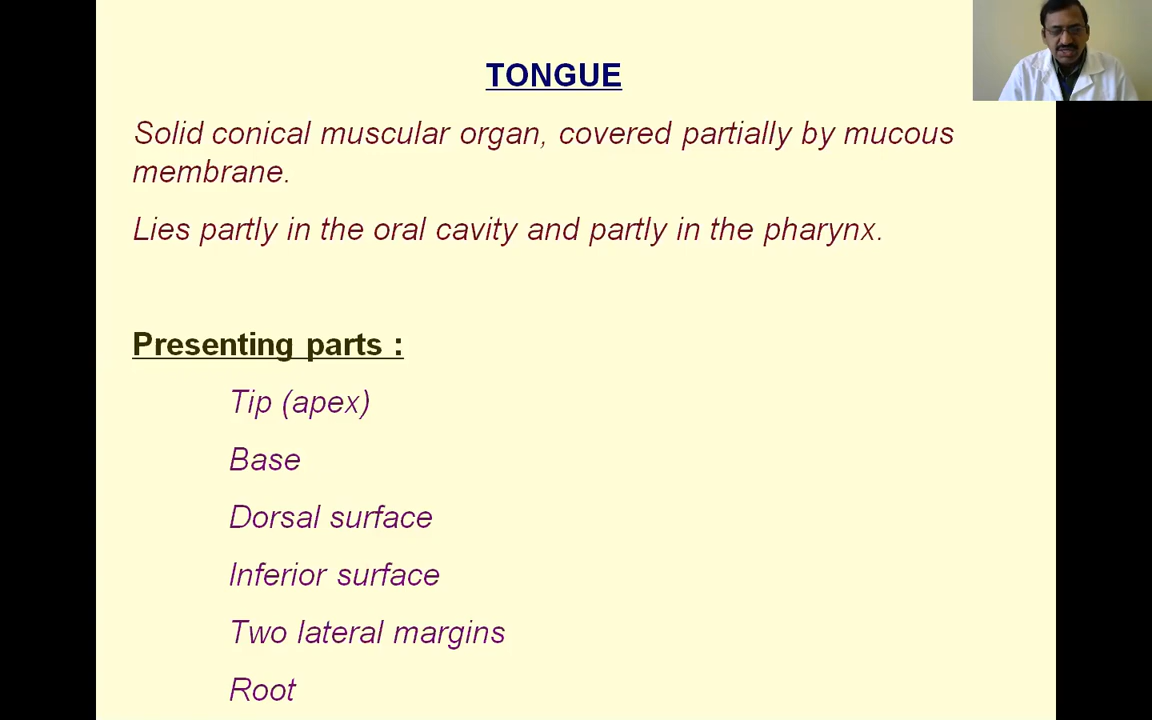 TONGUE
Solid conical muscular organ, covered partially by mucous
membrane.
Lies partly in the oral cavity and partly in the pharynx.
Presenting parts :
Tip (apex)
Base
Dorsal surface
Inferior surface
Two lateral margins
Root